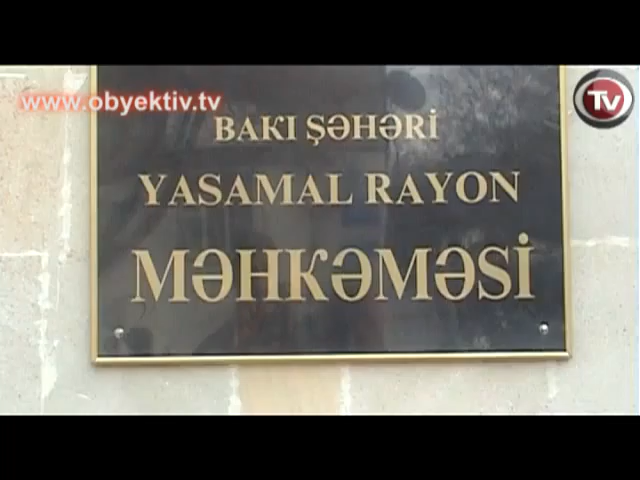 www.obyektiv.tv
TV
BAKI ŞƏHƏRİ
YASAMAL RAYON
MƏHKƏMƏSİ